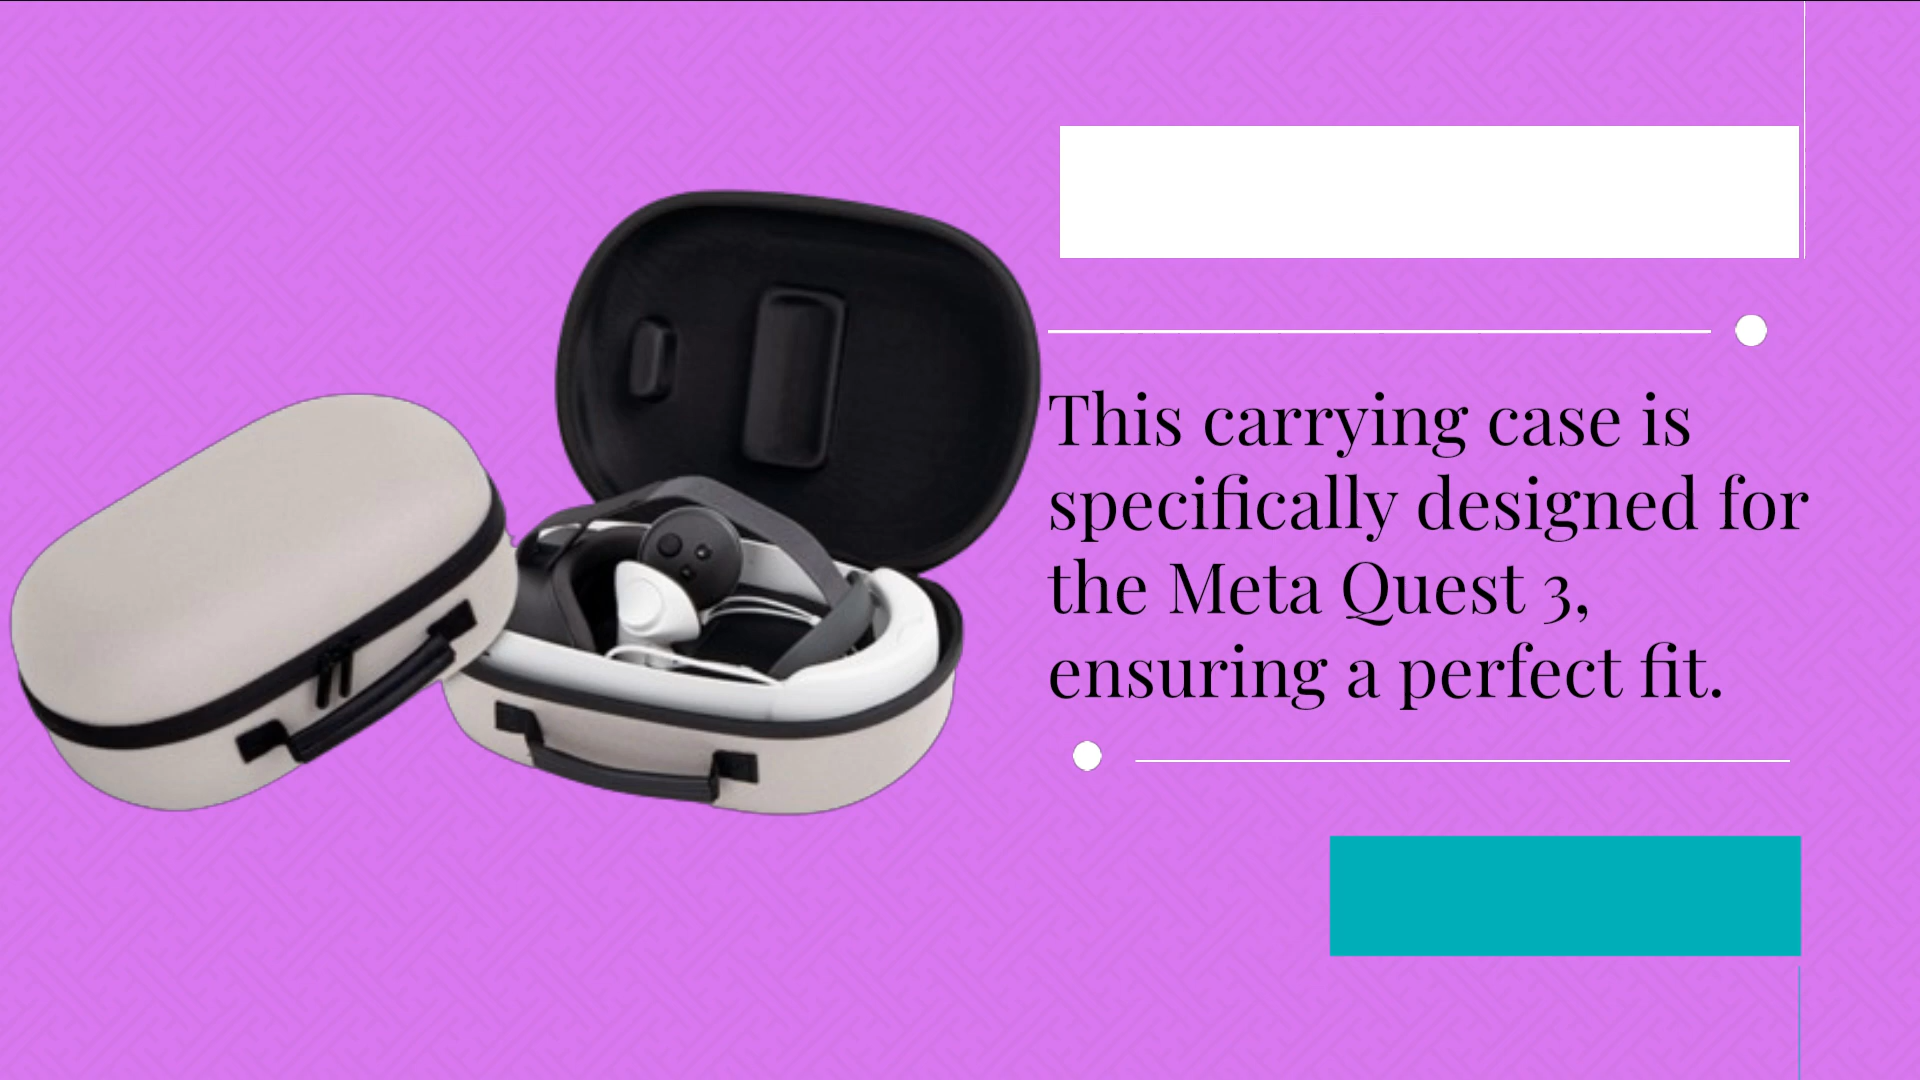 This carrying case is
specifically designed for
the Meta Quest 3,
ensuring a perfect fit.